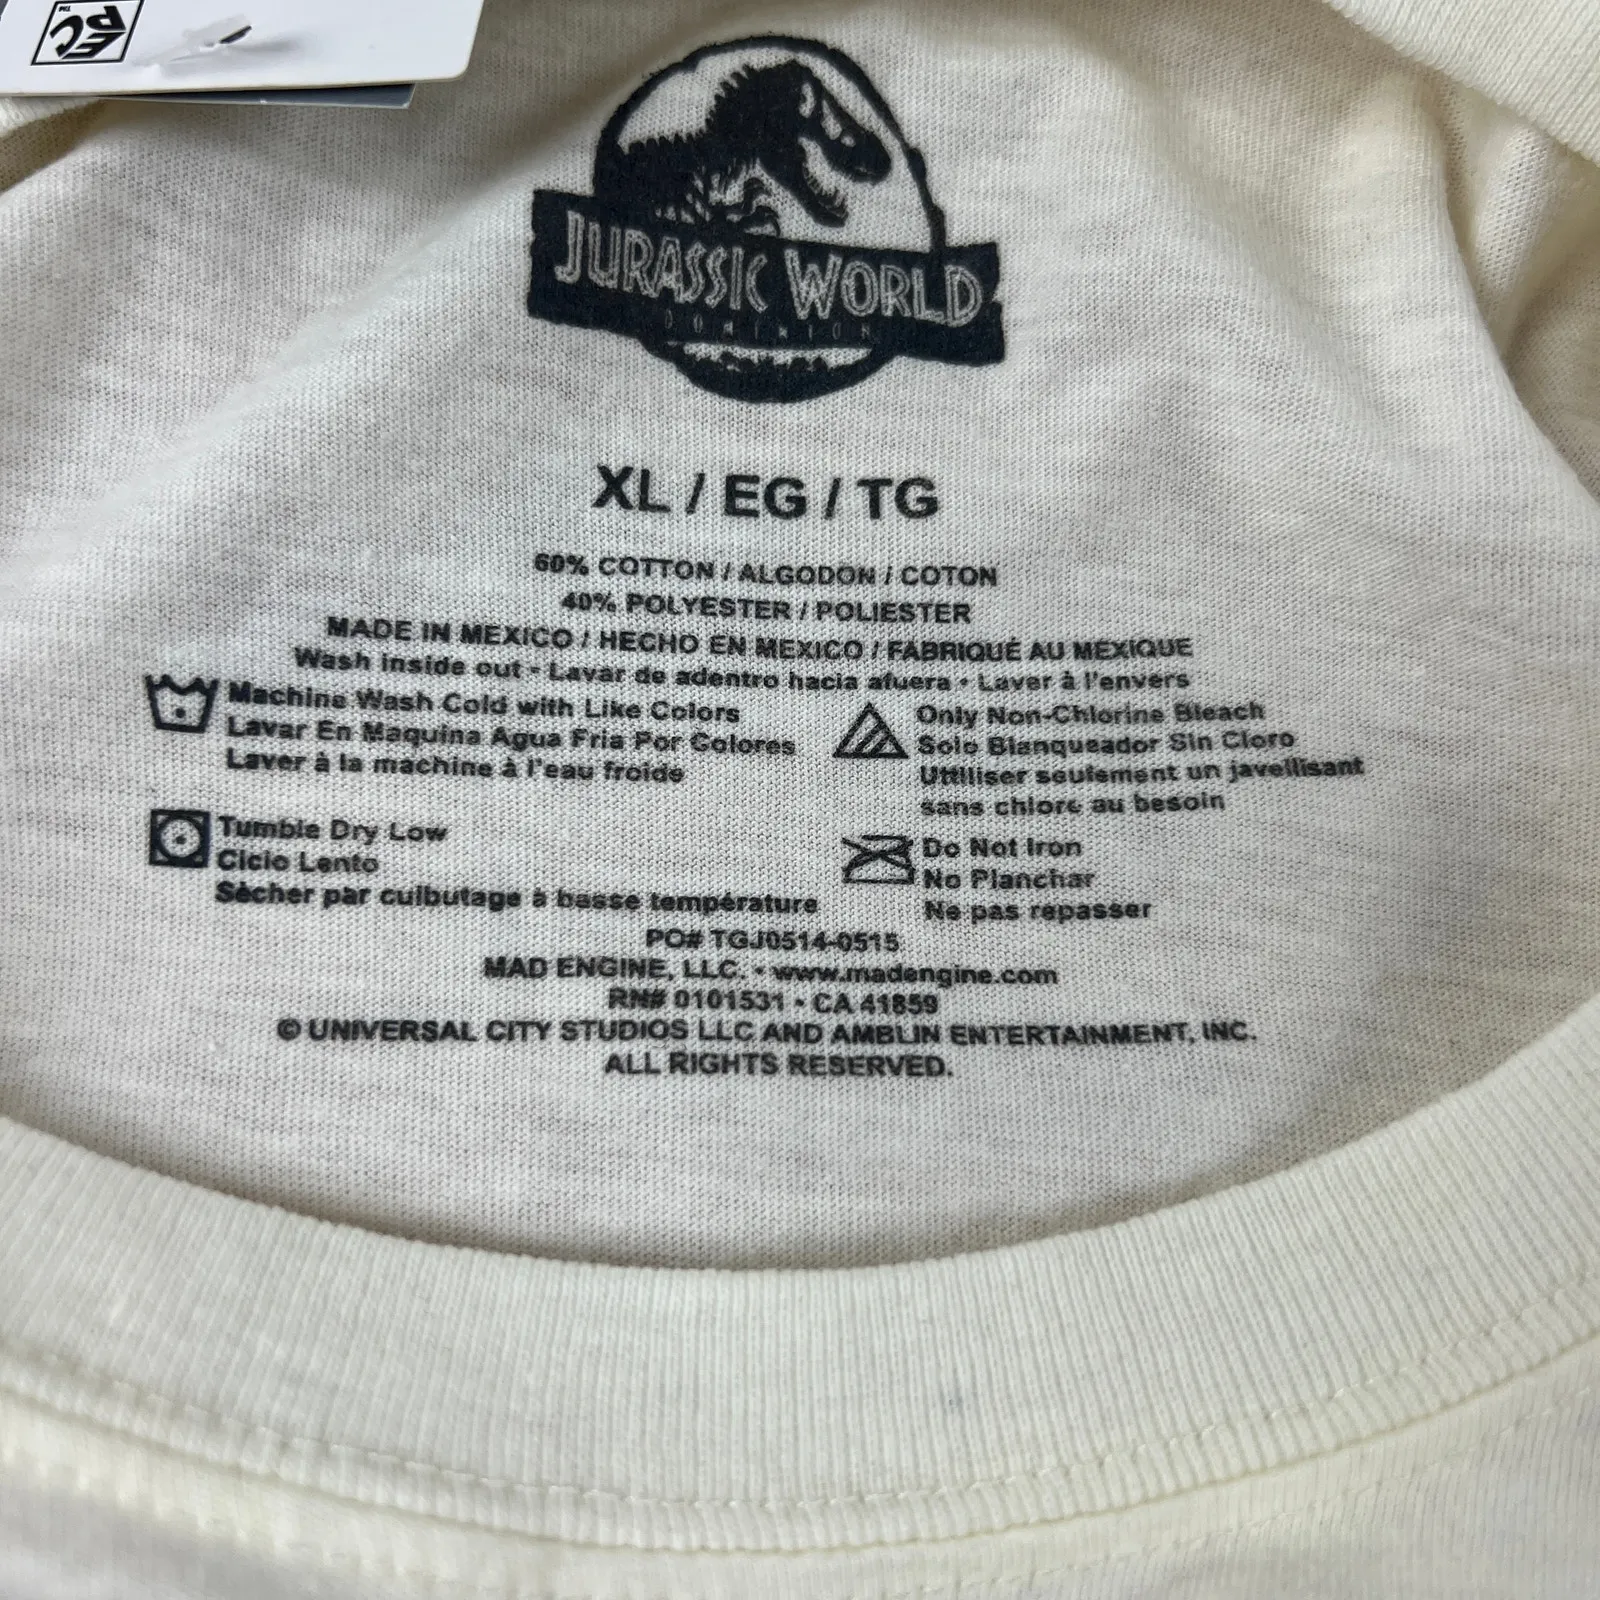 JURASSIC WORLD
DOMINION
XL / EG / TG
60% COTTON / ALGODON / COTON
40% POLYESTER / POLIESTER
MADE IN MEXICO / HECHO EN MEXICO / FABRIQUÉ AU MEXIQUE
Wash inside out • Lavar de adentro hacia afuera • Laver à l'envers
Machine Wash Cold with Like Colors
Lavar En Maquina Agua Fria Por Colores
Laver à la machine à l'eau froide
Only Non-Chlorine Bleach
Solo Blanqueador Sin Cloro
Uttiliser seulement un javellisant
sans chlore au besoin
Tumble Dry Low
Ciclo Lento
Sècher par culbutage à basse température
Do Not Iron
No Planchar
Ne pas repasser
PO# TGJ0514-0515
MAD ENGINE, LLC. • www.madengine.com
RN# 0101531 • CA 41859
© UNIVERSAL CITY STUDIOS LLC AND AMBLIN ENTERTAINMENT, INC.
ALL RIGHTS RESERVED.